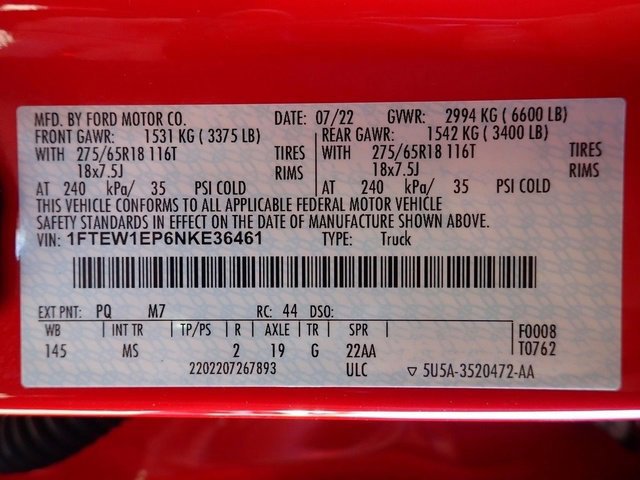 MFD. BY FORD MOTOR CO. DATE: 07/22 GVWR: 2994 KG ( 6600 LB)
FRONT GAWR: 1531 KG ( 3375 LB) REAR GAWR: 1542 KG ( 3400 LB)
WITH 275/65R18 116T TIRES WITH 275/65R18 116T TIRES
18x7.5J RIMS 18x7.5J RIMS
AT 240 kPa/ 35 PSI COLD AT 240 kPa/ 35 PSI COLD
THIS VEHICLE CONFORMS TO ALL APPLICABLE FEDERAL MOTOR VEHICLE
SAFETY STANDARDS IN EFFECT ON THE DATE OF MANUFACTURE SHOWN ABOVE.
VIN: 1FTEW1EP6NKE36461 TYPE: Truck
EXT PNT: PQ M7 RC: 44 DSO:
WB INT TR TP/PS R AXLE TR SPR F0008
145 MS 2 19 G 22AA T0762
2202207267893 ULC ▽ 5U5A-3520472-AA